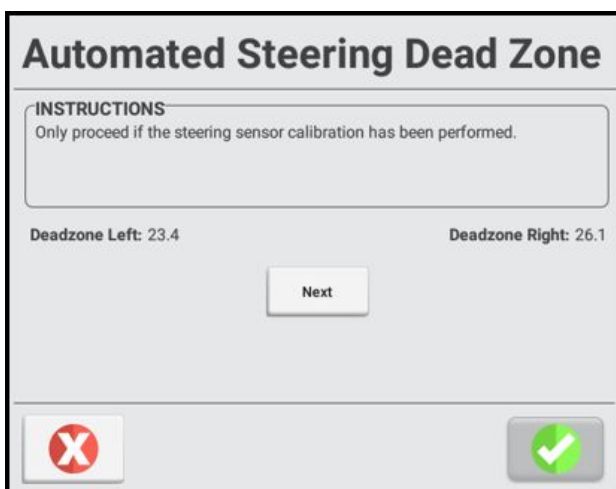 Automated Steering Dead Zone
INSTRUCTIONS
Only proceed if the steering sensor calibration has been performed.
Deadzone Left: 23.4 Deadzone Right: 26.1
Next